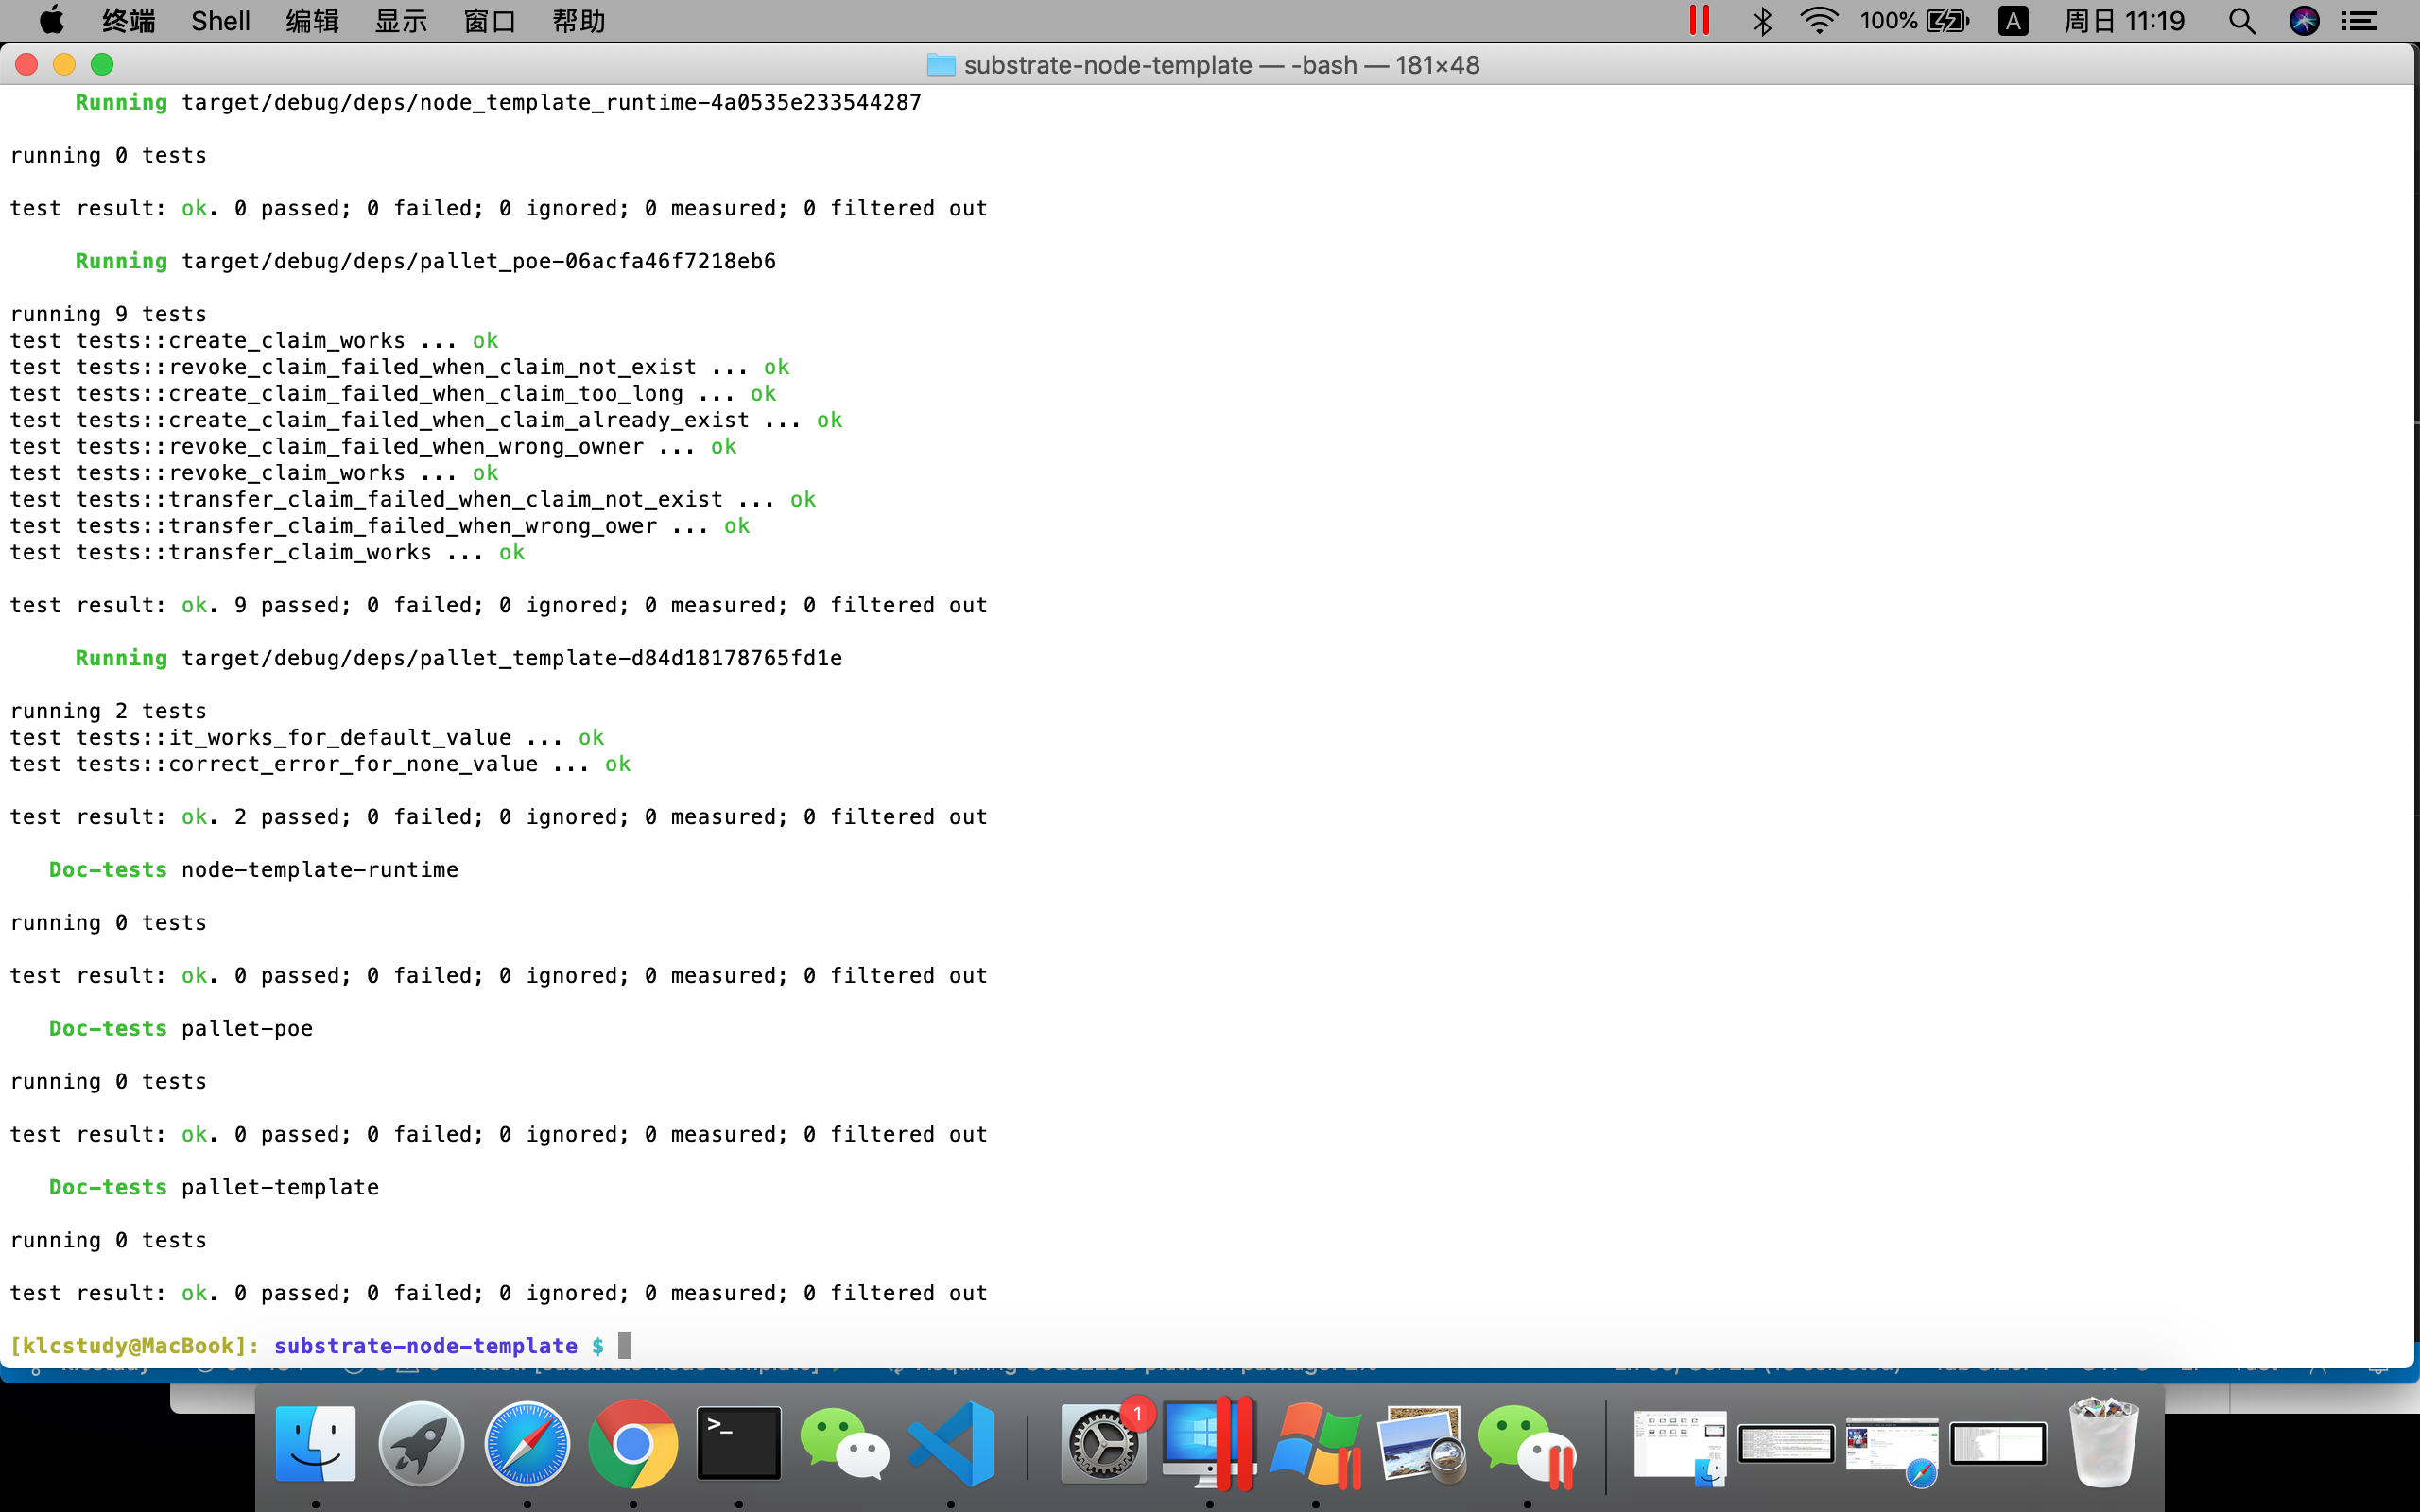 终端 Shell 编辑 显示 窗口 帮助 100% A 周日 11:19
substrate-node-template — -bash — 181×48
Running target/debug/deps/node_template_runtime-4a0535e233544287
running 0 tests
test result: ok. 0 passed; 0 failed; 0 ignored; 0 measured; 0 filtered out
Running target/debug/deps/pallet_poe-06acfa46f7218eb6
running 9 tests
test tests::create_claim_works ... ok
test tests::revoke_claim_failed_when_claim_not_exist ... ok
test tests::create_claim_failed_when_claim_too_long ... ok
test tests::create_claim_failed_when_claim_already_exist ... ok
test tests::revoke_claim_failed_when_wrong_owner ... ok
test tests::revoke_claim_works ... ok
test tests::transfer_claim_failed_when_claim_not_exist ... ok
test tests::transfer_claim_failed_when_wrong_ower ... ok
test tests::transfer_claim_works ... ok
test result: ok. 9 passed; 0 failed; 0 ignored; 0 measured; 0 filtered out
Running target/debug/deps/pallet_template-d84d18178765fd1e
running 2 tests
test tests::it_works_for_default_value ... ok
test tests::correct_error_for_none_value ... ok
test result: ok. 2 passed; 0 failed; 0 ignored; 0 measured; 0 filtered out
Doc-tests node-template-runtime
running 0 tests
test result: ok. 0 passed; 0 failed; 0 ignored; 0 measured; 0 filtered out
Doc-tests pallet-poe
running 0 tests
test result: ok. 0 passed; 0 failed; 0 ignored; 0 measured; 0 filtered out
Doc-tests pallet-template
running 0 tests
test result: ok. 0 passed; 0 failed; 0 ignored; 0 measured; 0 filtered out
[klcstudy@MacBook]: substrate-node-template $
>_
1